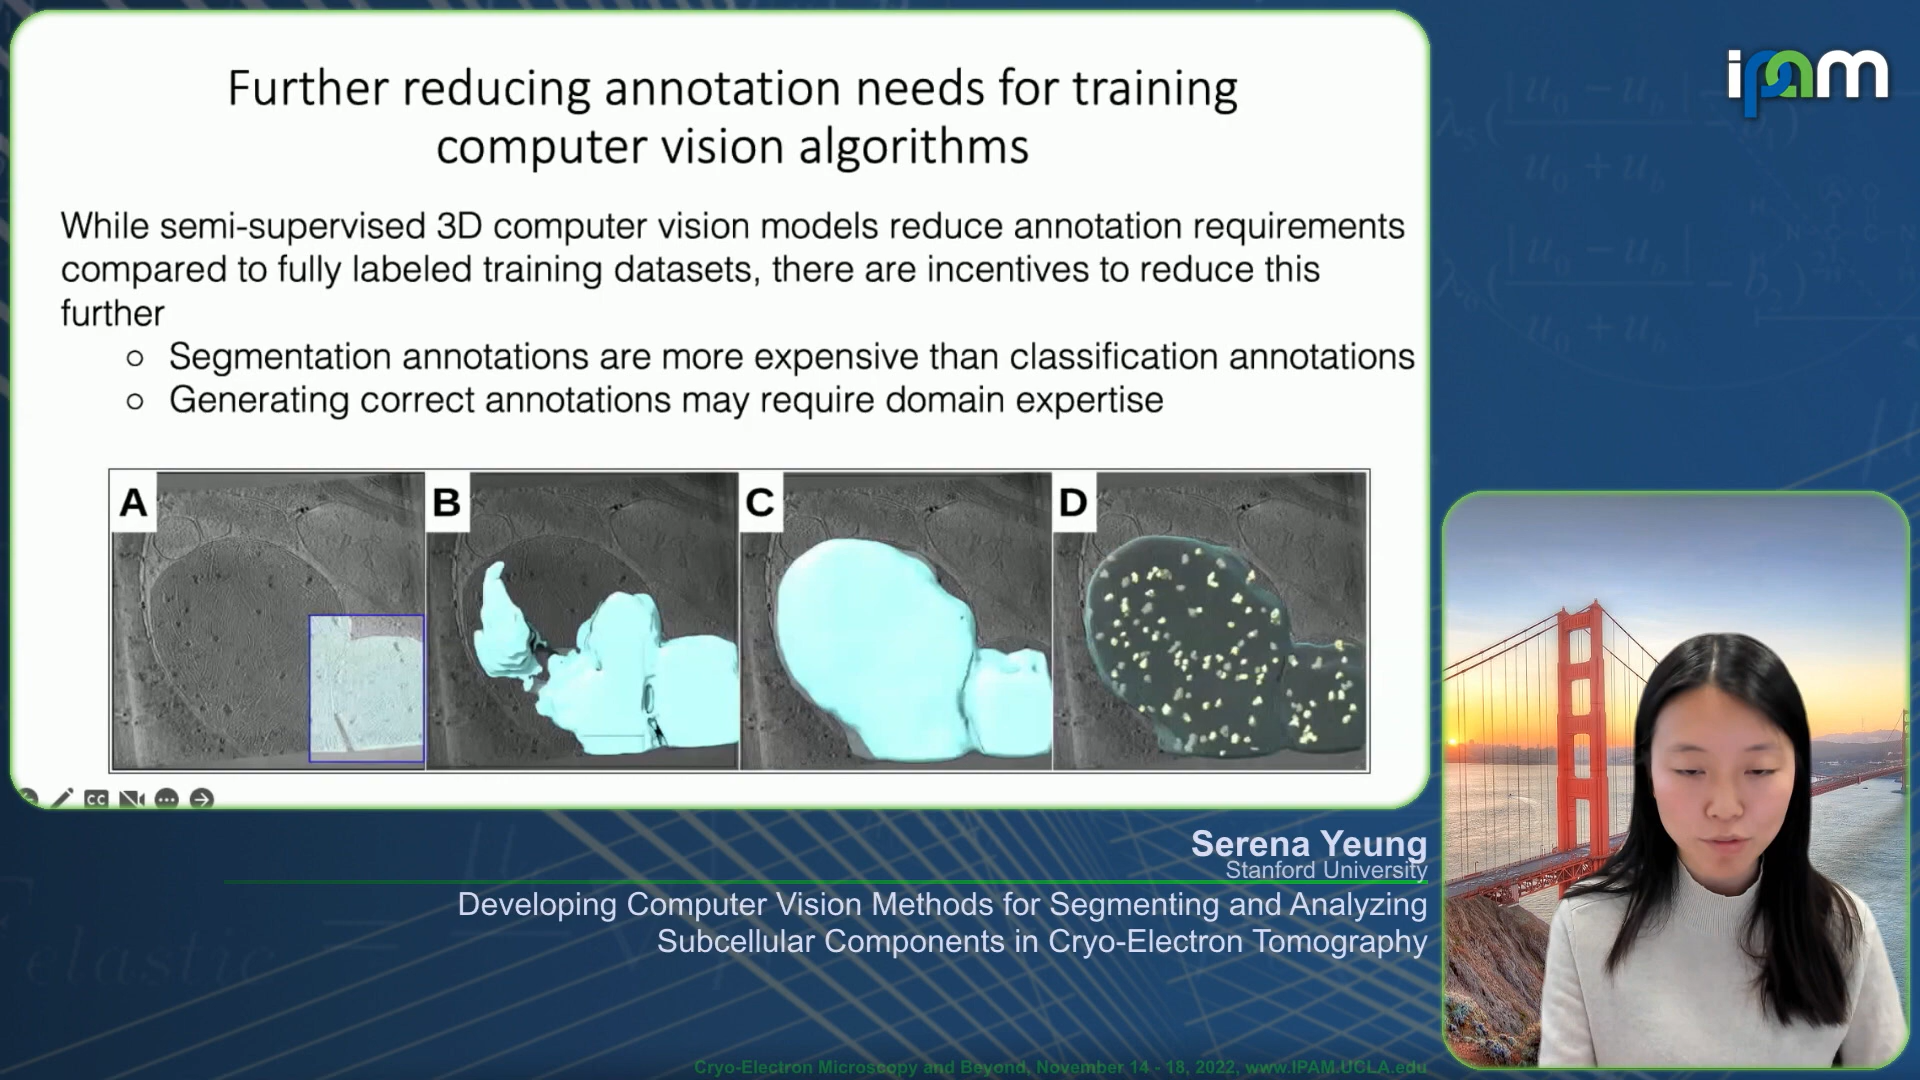 Further reducing annotation needs for training
computer vision algorithms
While semi-supervised 3D computer vision models reduce annotation requirements
compared to fully labeled training datasets, there are incentives to reduce this
further
Segmentation annotations are more expensive than classification annotations
Generating correct annotations may require domain expertise
A B C D
CC
ipam
Serena Yeung
Stanford University
Developing Computer Vision Methods for Segmenting and Analyzing
Subcellular Components in Cryo-Electron Tomography
elastic
Cryo-Electron Microscopy and Beyond, November 14 - 18, 2022, www.IPAM.UCLA.edu